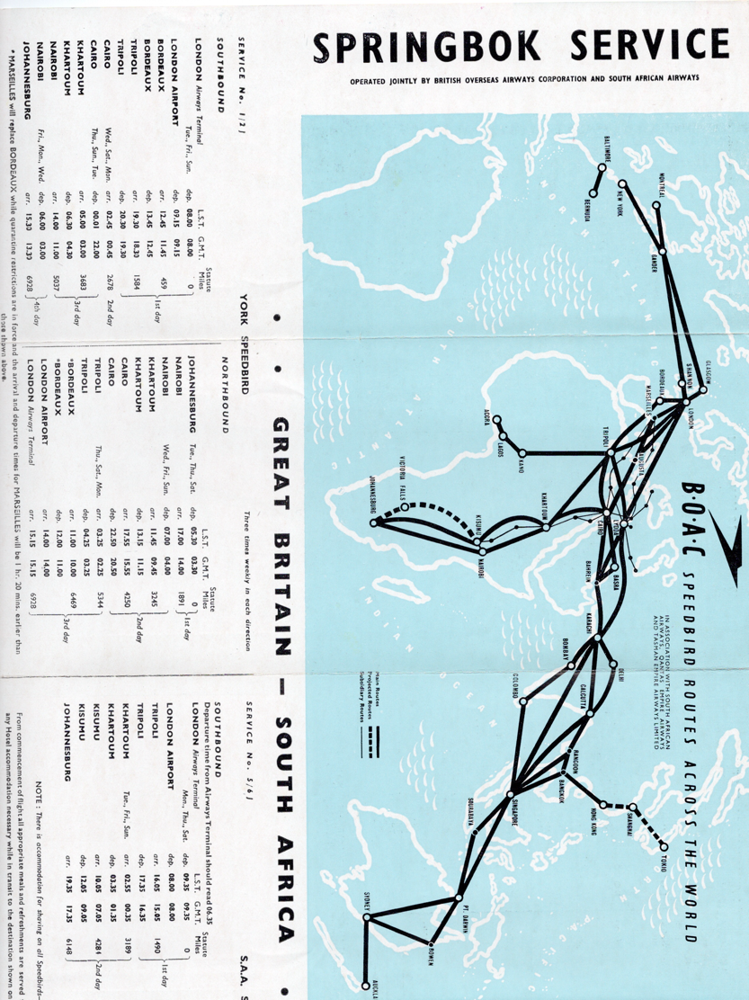 SPRINGBOK SERVICE
OPERATED JOINTLY BY BRITISH OVERSEAS AIRWAYS CORPORATION AND SOUTH AFRICAN AIRWAYS
B·O·A·C SPEEDBIRD ROUTES ACROSS THE WORLD
IN ASSOCIATION WITH SOUTH AFRICAN
AIRWAYS, QANTAS EMPIRE AIRWAYS
AND TASMAN EMPIRE AIRWAYS LIMITED
BALTIMORE
BERMUDA
NEW YORK
MONTREAL
GANDER
NORTH ATLANTIC
SOUTH
GLASGOW
SHANNON
LONDON
BORDEAUX
MARSEILLES
AUGUSTA
TRIPOLI
ACCRA
LAGOS
KANO
CAIRO
LYDDA
KHARTOUM
VICTORIA FALLS
JOHANNESBURG
KISUMU
NAIROBI
BASRA
BAHREIN
KARACHI
DELHI
BOMBAY
COLOMBO
CALCUTTA
RANGOON
BANGKOK
HONG KONG
SHANGHAI
TOKIO
SINGAPORE
SOURABAYA
PT. DARWIN
SYDNEY
BOWEN
AUCKLA
INDIAN OCEAN
Main Routes
Projected Routes
Subsidiary Routes
• • GREAT BRITAIN — SOUTH AFRICA •
YORK SPEEDBIRD
Three times weekly in each direction
S.A.A. S
SERVICE No. 1/2J
SOUTHBOUND
L.S.T. G.M.T. Statute Miles
LONDON Airways Terminal Tue., Fri., Sun. dep. 08.00 08.00 0
LONDON AIRPORT dep. 09.15 09.15
BORDEAUX arr. 12.45 11.45 459 1st day
BORDEAUX dep. 13.45 12.45
TRIPOLI arr. 19.30 18.30 1584
TRIPOLI dep. 20.30 19.30
CAIRO Wed., Sat., Mon. arr. 02.45 00.45 2678 2nd day
CAIRO Thu., Sun., Tue. dep. 00.01 22.00
KHARTOUM arr. 05.00 03.00 3683 3rd day
KHARTOUM dep. 06.30 04.30
NAIROBI arr. 14.00 11.00 5037
NAIROBI Fri., Mon., Wed. dep. 06.00 03.00
JOHANNESBURG arr. 15.30 13.30 6928 4th day
NORTHBOUND
L.S.T. G.M.T. Statute Miles
JOHANNESBURG Tue., Thu., Sat. dep. 05.30 03.30 0 1st day
NAIROBI arr. 17.00 14.00 1891
NAIROBI Wed., Fri., Sun. dep. 07.00 04.00
KHARTOUM arr. 11.45 09.45 3245
KHARTOUM dep. 13.15 11.15 2nd day
CAIRO arr. 17.55 15.55 4250
CAIRO dep. 22.50 20.50
TRIPOLI Thu., Sat., Mon. arr. 03.25 02.25 5344
TRIPOLI dep. 04.25 03.25
*BORDEAUX arr. 11.00 10.00 6469 3rd day
*BORDEAUX dep. 12.00 11.00
LONDON AIRPORT arr. 14.00 14.00
LONDON Airways Terminal arr. 15.15 15.15 6928
* MARSEILLES will replace BORDEAUX while quarantine restrictions are in force and the arrival and departure times for MARSEILLES will be 1 hr. 20 mins. earlier than
those shown above.
SERVICE No. 5/6J
SOUTHBOUND
Departure time from Airways Terminal should read 06.35
L.S.T. G.M.T. Statute Miles
LONDON Airways Terminal Mon., Thu., Sat. dep. 09.35 09.35 0
LONDON AIRPORT dep. 08.00 08.00
TRIPOLI arr. 16.05 15.05 1490 1st day
TRIPOLI dep. 17.35 16.35
KHARTOUM Tue., Fri., Sun. arr. 02.55 00.35 3189
KHARTOUM dep. 03.35 01.35
KISUMU arr. 10.05 07.05 4284 2nd day
KISUMU dep. 12.05 09.05
JOHANNESBURG arr. 19.35 17.35 6148
NOTE : There is accommodation for shaving on all Speedbirds—
From commencement of flight all appropriate meals and refreshments are served
any Hotel accommodation necessary while in transit to the destination shown on